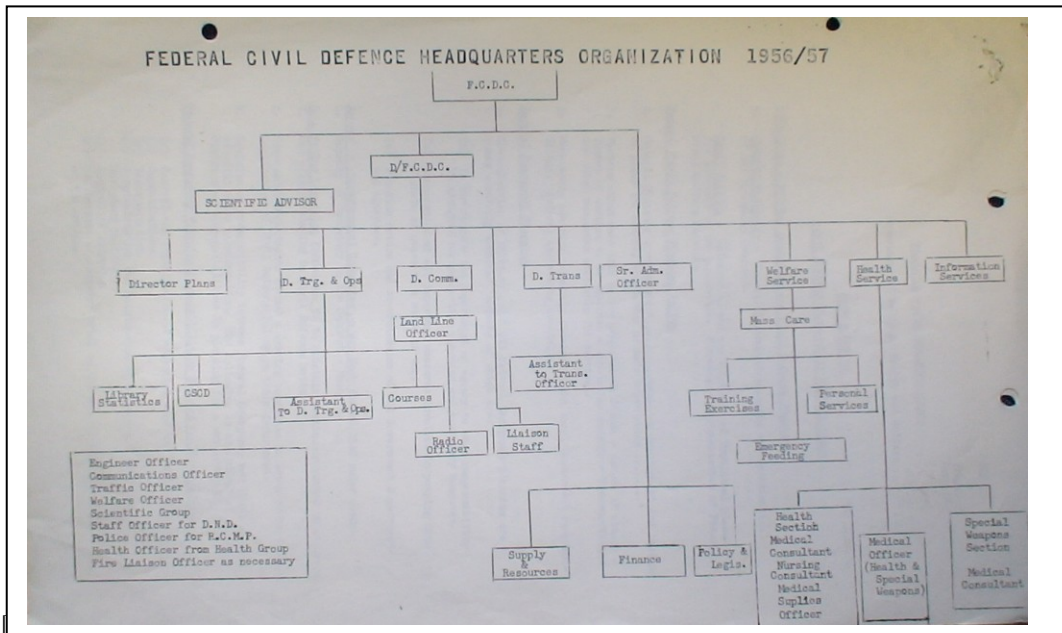 FEDERAL CIVIL DEFENCE HEADQUARTERS ORGANIZATION 1956/57
F.C.D.C.
D/F.C.D.C.
SCIENTIFIC ADVISOR
Director Plans
D. Trg. & Ops
D. Comm.
D. Trans
Sr. Adm.
Officer
Welfare
Service
Health
Service
Information
Services
Land Line
Officer
Mass Care
Library
Statistics
CSOD
Assistant
To D. Trg. & Ops.
Courses
Assistant
to Trans.
Officer
Training
Exercises
Personal
Services
Radio
Officer
Liaison
Staff
Emergency
Feeding
Engineer Officer
Communications Officer
Traffic Officer
Welfare Officer
Scientific Group
Staff Officer for D.N.D.
Police Officer for R.C.M.P.
Health Officer from Health Group
Fire Liaison Officer as necessary
Supply
&
Resources
Finance
Policy &
Legis.
Health
Section
Medical
Consultant
Nursing
Consultant
Medical
Suplies
Officer
Medical
Officer
(Health &
Special
Weapons)
Special
Weapons
Section
Medical
Consultant